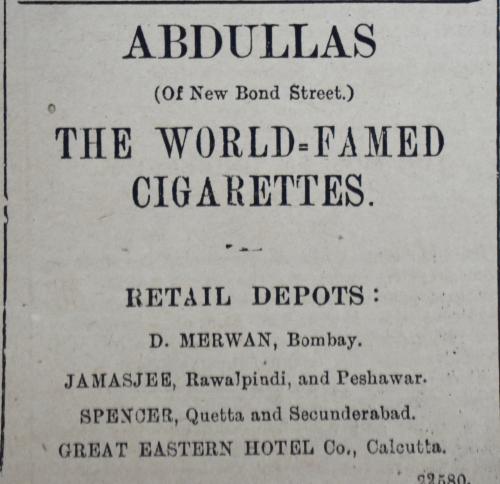 ABDULLAS
(Of New Bond Street.)
THE WORLD=FAMED
CIGARETTES.
RETAIL DEPOTS:
D. MERWAN, Bombay.
JAMASJEE, Rawalpindi, and Peshawar.
SPENCER, Quetta and Secunderabad.
GREAT EASTERN HOTEL Co., Calcutta.
22580.